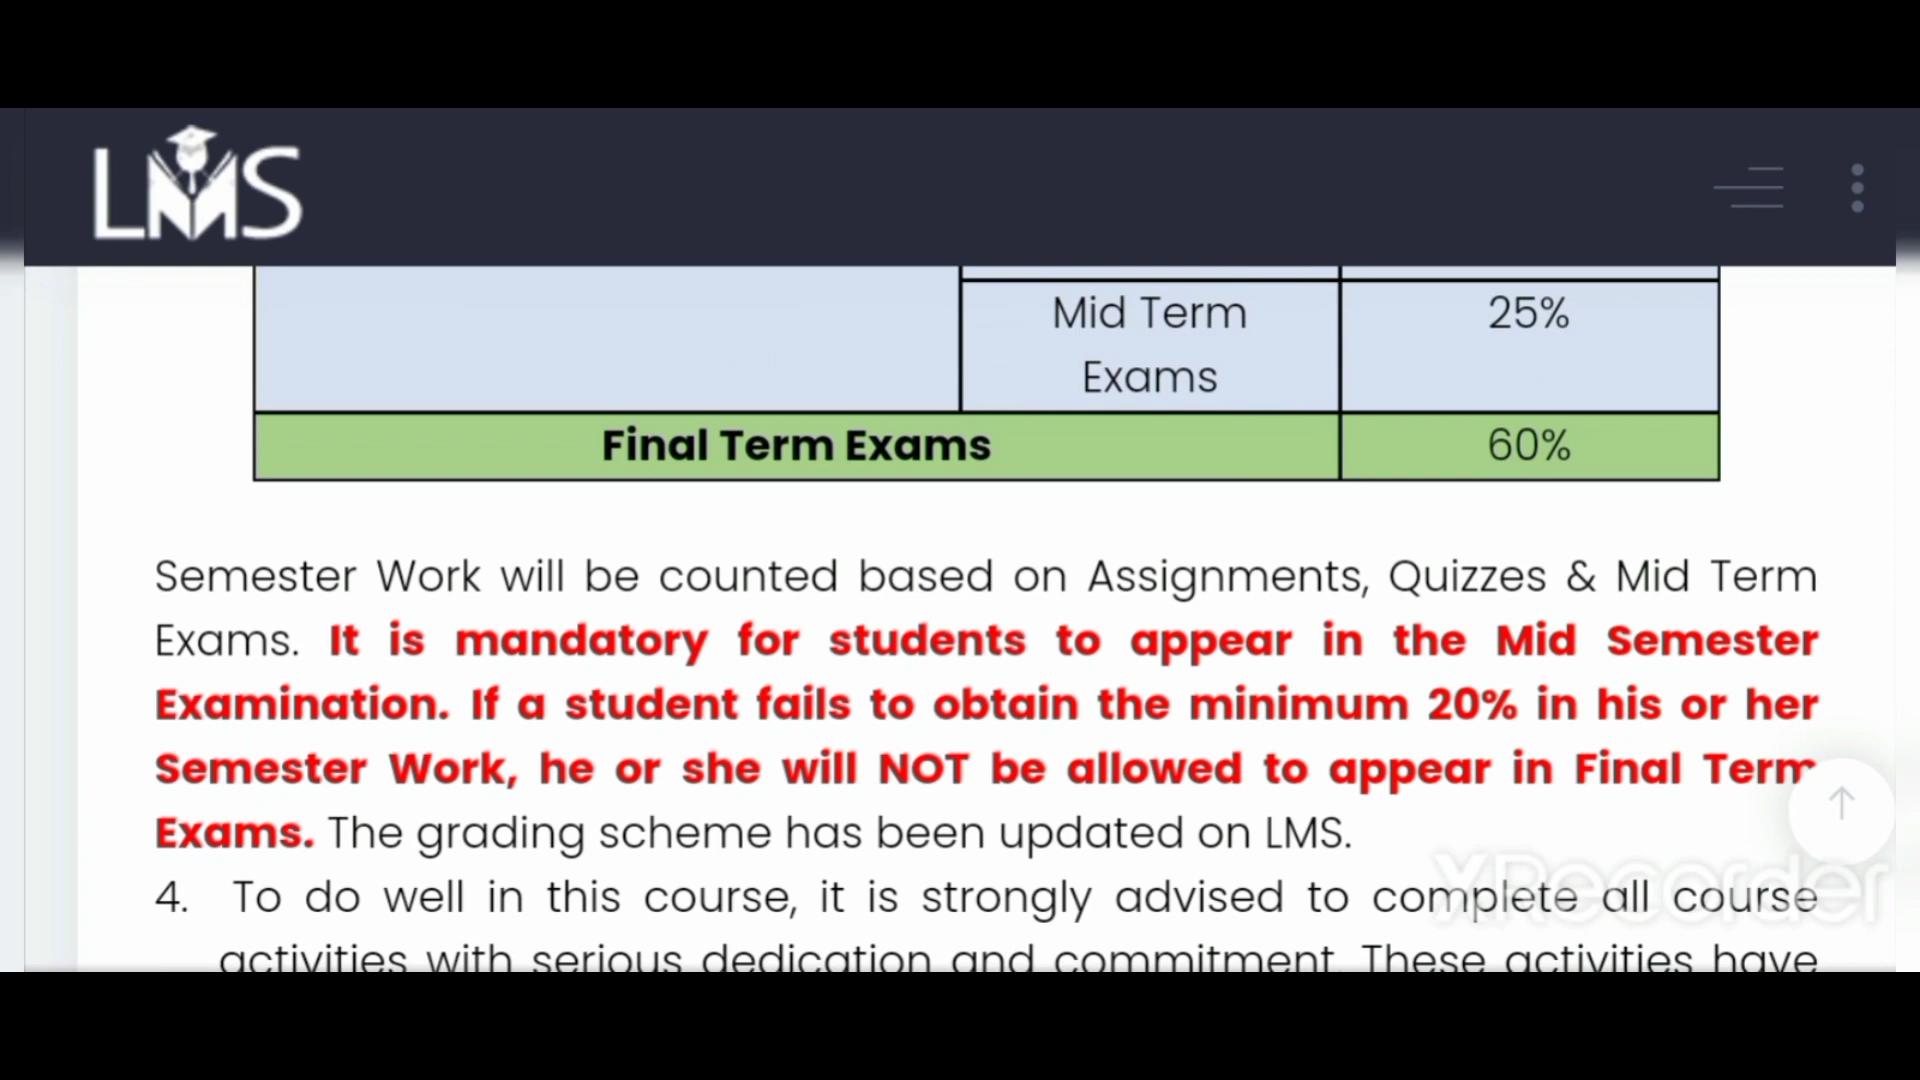 LMS
Mid Term 25%
Exams
Final Term Exams 60%
Semester Work will be counted based on Assignments, Quizzes & Mid Term
Exams. It is mandatory for students to appear in the Mid Semester
Examination. If a student fails to obtain the minimum 20% in his or her
Semester Work, he or she will NOT be allowed to appear in Final Term
Exams. The grading scheme has been updated on LMS.
4. To do well in this course, it is strongly advised to complete all course
activities with serious dedication and commitment. These activities have
XRecorder